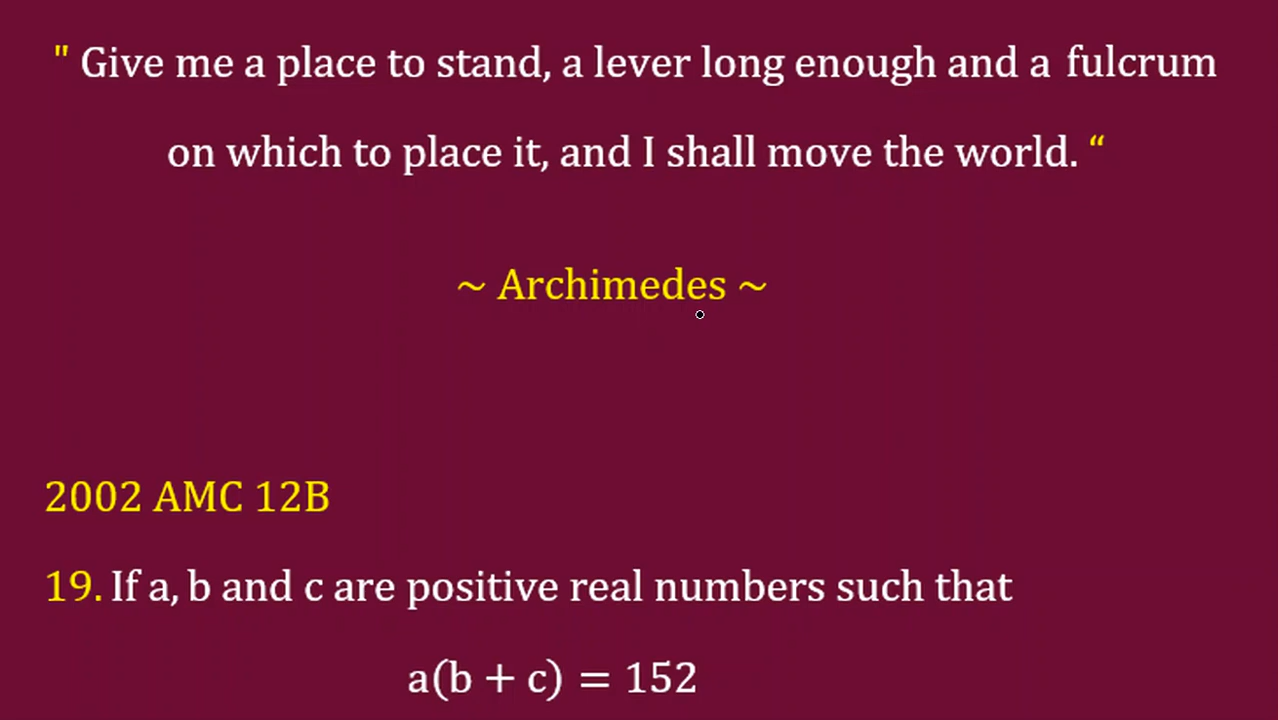 " Give me a place to stand, a lever long enough and a fulcrum
on which to place it, and I shall move the world. “
~ Archimedes ~
2002 AMC 12B
19. If a, b and c are positive real numbers such that
a(b + c) = 152